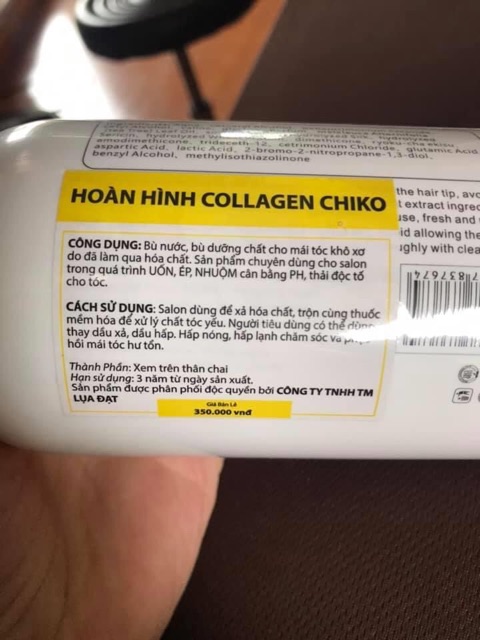 (tea Tree) Leaf Oil,
Sericin, hydrolyzed
amodimethicone, trideceth-12, cetrimonium Chloride, glutamic Acid
aspartic Acid, lactic Acid, 2-bromo-2-nitropropane-1,3-diol,
benzyl Alcohol, methylisothiazolinone
HOÀN HÌNH COLLAGEN CHIKO
CÔNG DỤNG: Bù nước, bù dưỡng chất cho mái tóc khô xơ
do đã làm qua hóa chất. Sản phẩm chuyên dùng cho salon
trong quá trình UỐN, ÉP, NHUỘM cân bằng PH, thải độc tố
cho tóc.
CÁCH SỬ DỤNG: Salon dùng để xả hóa chất, trộn cùng thuốc
mềm hóa để xử lý chất tóc yếu. Người tiêu dùng có thể dùng
thay dầu xả, dầu hấp. Hấp nóng, hấp lạnh chăm sóc và phục
hồi mái tóc hư tổn.
Thành Phần: Xem trên thân chai
Hạn sử dụng: 3 năm từ ngày sản xuất.
Sản phẩm được phân phối độc quyền bởi CÔNG TY TNHH TM
LỤA ĐẠT
Giá Bán Lẻ
350.000 vnđ
the hair tip, avo
t extract ingred
use, fresh and
id allowing the
ughly with clea